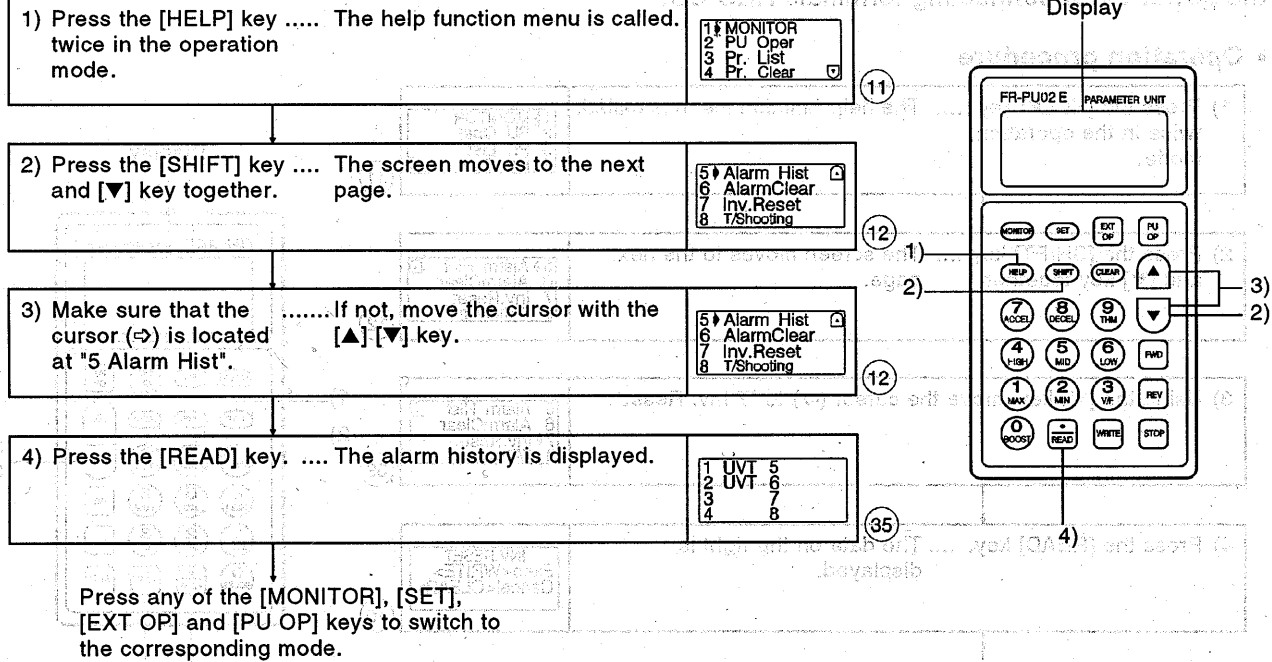 1) Press the [HELP] key ..... The help function menu is called.
twice in the operation
mode.
1 MONITOR
2 PU Oper
3 Pr. List
4 Pr. Clear
11
2) Press the [SHIFT] key .... The screen moves to the next
and [▼] key together. page.
5 Alarm Hist
6 AlarmClear
7 Inv.Reset
8 T/Shooting
12
3) Make sure that the .......If not, move the cursor with the
cursor (⇨) is located [▲] [▼] key.
at "5 Alarm Hist".
5 Alarm Hist
6 AlarmClear
7 Inv.Reset
8 T/Shooting
12
4) Press the [READ] key. .... The alarm history is displayed.
1 UVT 5
2 UVT 6
3 7
4 8
35
Press any of the [MONITOR], [SET],
[EXT OP] and [PU OP] keys to switch to
the corresponding mode.
Display
FR-PU02E PARAMETER UNIT
MONITOR SET EXT OP PU OP
1)
HELP SHIFT CLEAR ▲
2)
3)
2)
7 ACCEL 8 DECEL 9 THM ▼
4 HIGH 5 MID 6 LOW FWD
1 MAX 2 MIN 3 V/F REV
0 BOOST • READ WRITE STOP
4)